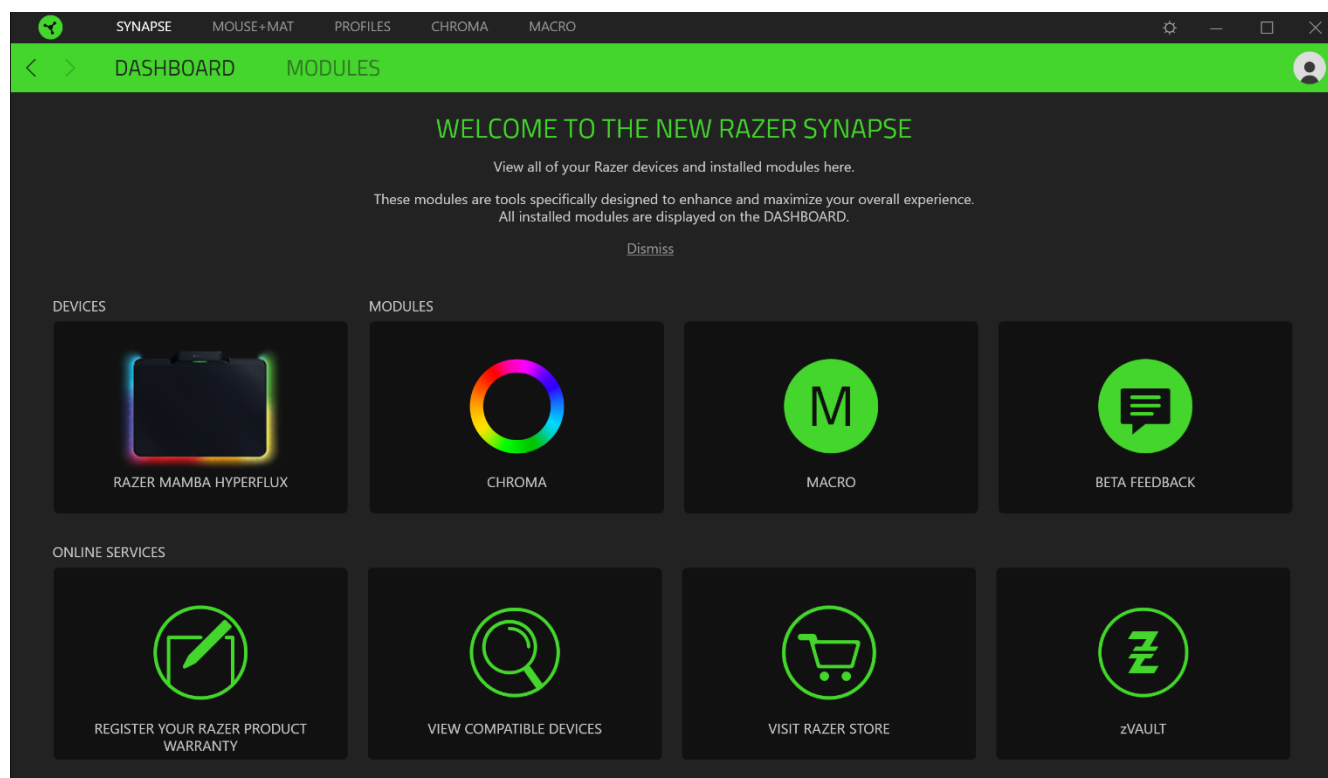 SYNAPSE MOUSE+MAT PROFILES CHROMA MACRO
DASHBOARD MODULES
WELCOME TO THE NEW RAZER SYNAPSE
View all of your Razer devices and installed modules here.
These modules are tools specifically designed to enhance and maximize your overall experience.
All installed modules are displayed on the DASHBOARD.
Dismiss
DEVICES MODULES
M
RAZER MAMBA HYPERFLUX CHROMA MACRO BETA FEEDBACK
ONLINE SERVICES
REGISTER YOUR RAZER PRODUCT
WARRANTY
VIEW COMPATIBLE DEVICES VISIT RAZER STORE zVAULT